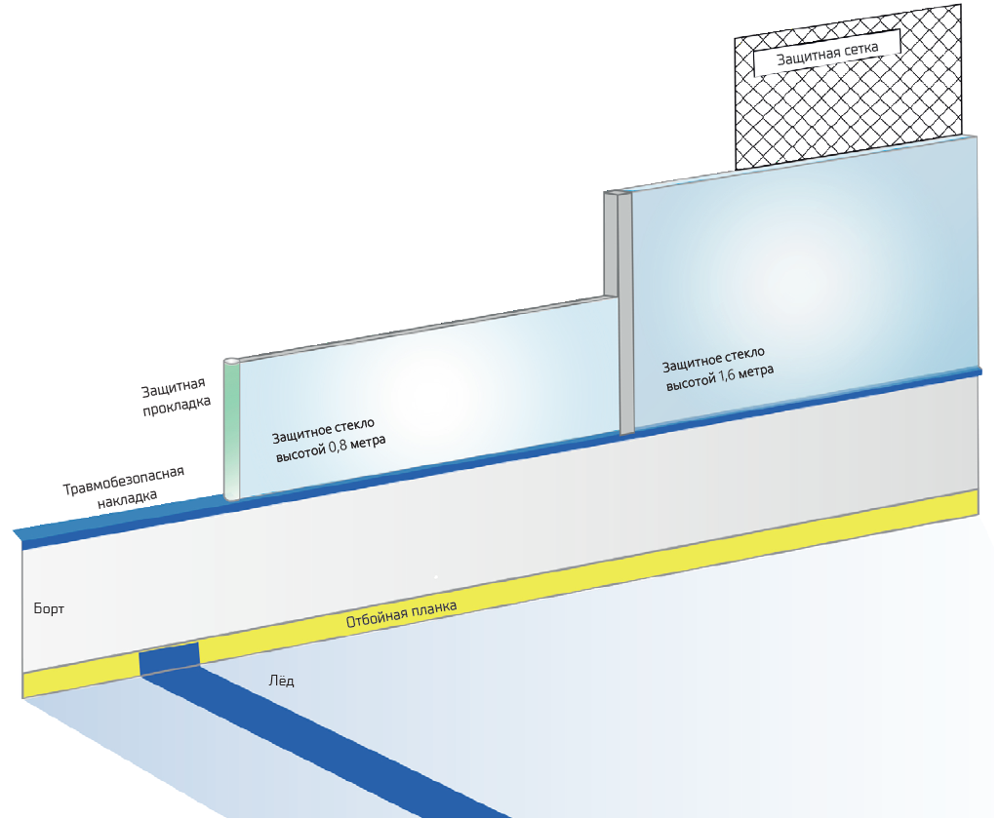 Защитная сетка
Защитное стекло
высотой 1,6 метра
Защитная
прокладка
Защитное стекло
высотой 0,8 метра
Травмобезопасная
накладка
Борт
Отбойная планка
Лёд